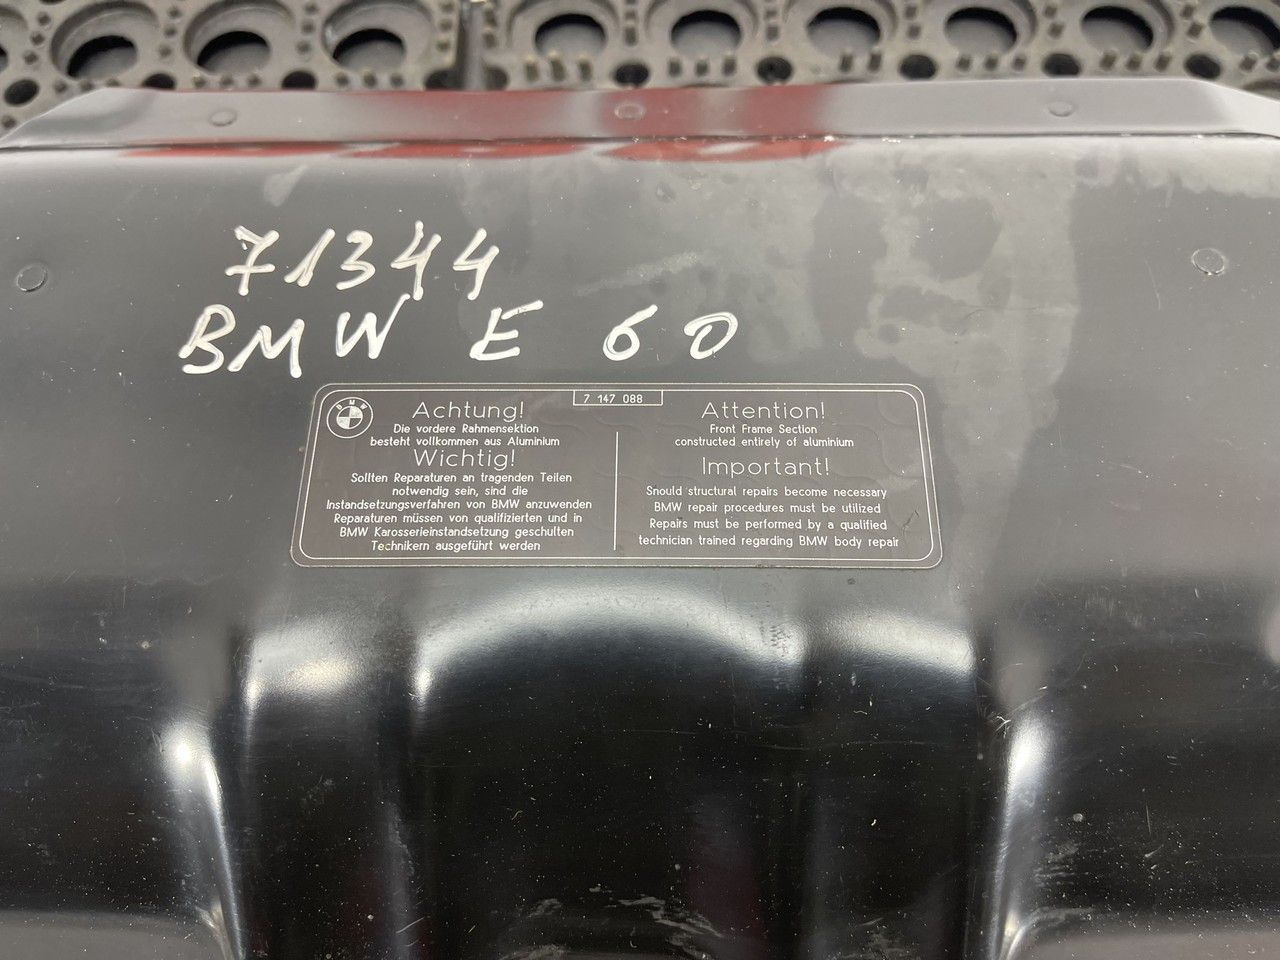 71344
BMW E 60
7 147 088
BMW
Achtung!
Die vordere Rahmensektion
besteht vollkommen aus Aluminium
Wichtig!
Sollten Reparaturen an tragenden Teilen
notwendig sein, sind die
Instandsetzungsverfahren von BMW anzuwenden
Reparaturen müssen von qualifizierten und in
BMW Karosserieinstandsetzung geschulten
Technikern ausgeführt werden
Attention!
Front Frame Section
constructed entirely of aluminium
Important!
Snould structural repairs become necessary
BMW repair procedures must be utilized
Repairs must be performed by a qualified
technician trained regarding BMW body repair